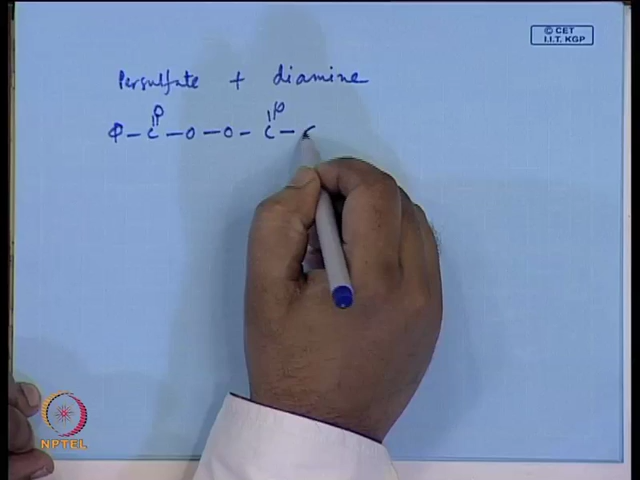 © CET
I.I.T. KGP
Persulfate + diamine
O O
Φ - C - O - O - C -
NPTEL